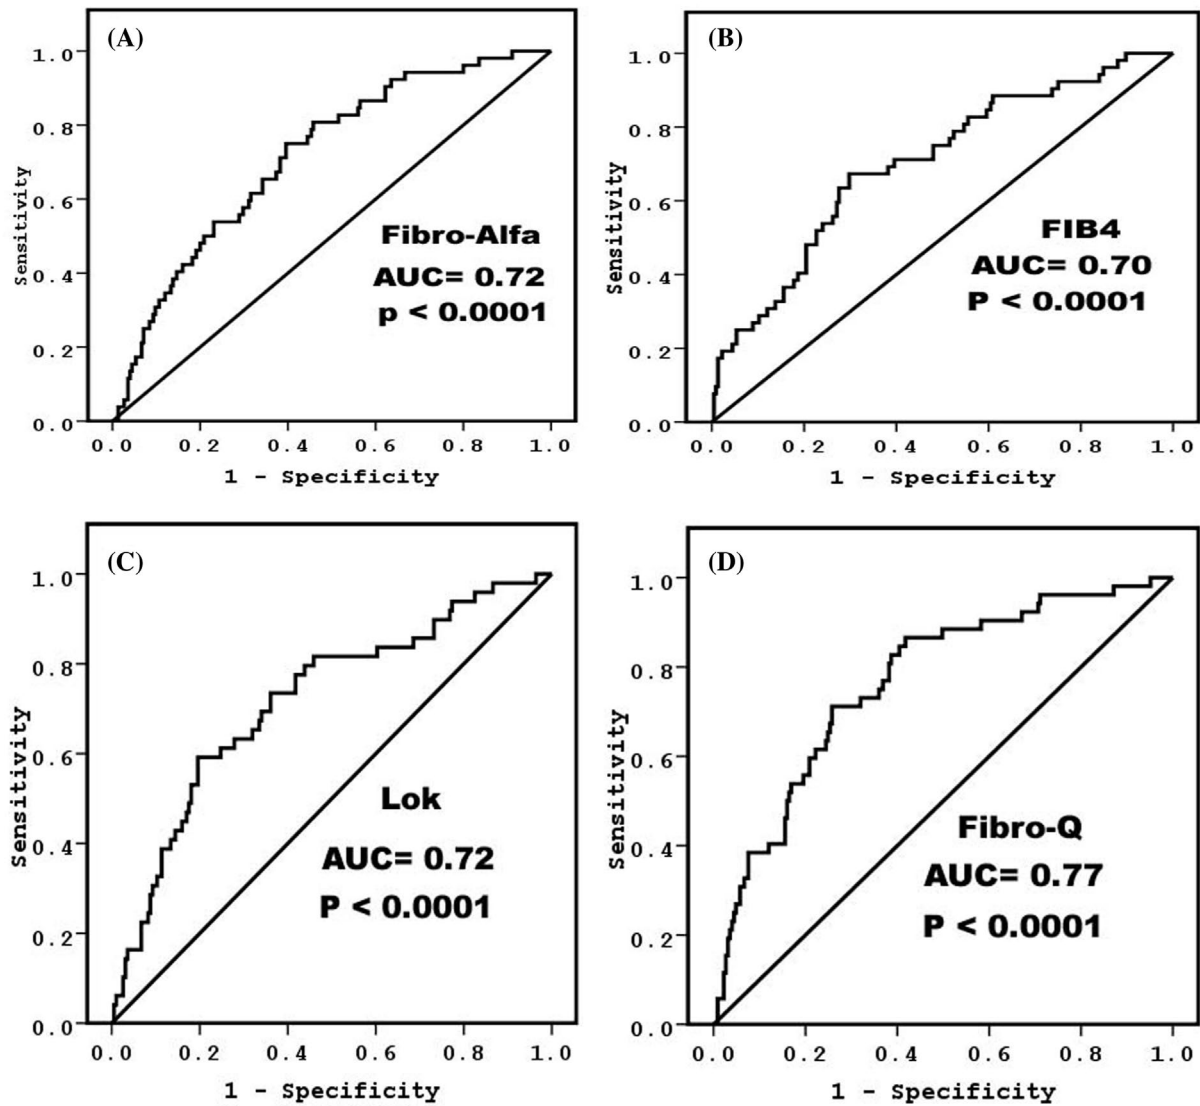 (A)
1.0
0.8
0.6
0.4
0.2
0.0
Sensitivity
Fibro-Alfa
AUC= 0.72
p < 0.0001
0.0 0.2 0.4 0.6 0.8 1.0
1 - Specificity
(B)
1.0
0.8
0.6
0.4
0.2
0.0
Sensitivity
FIB4
AUC= 0.70
P < 0.0001
0.0 0.2 0.4 0.6 0.8 1.0
1 - Specificity
(C)
1.0
0.8
0.6
0.4
0.2
0.0
Sensitivity
Lok
AUC= 0.72
P < 0.0001
0.0 0.2 0.4 0.6 0.8 1.0
1 - Specificity
(D)
1.0
0.8
0.6
0.4
0.2
0.0
Sensitivity
Fibro-Q
AUC= 0.77
P < 0.0001
0.0 0.2 0.4 0.6 0.8 1.0
1 - Specificity